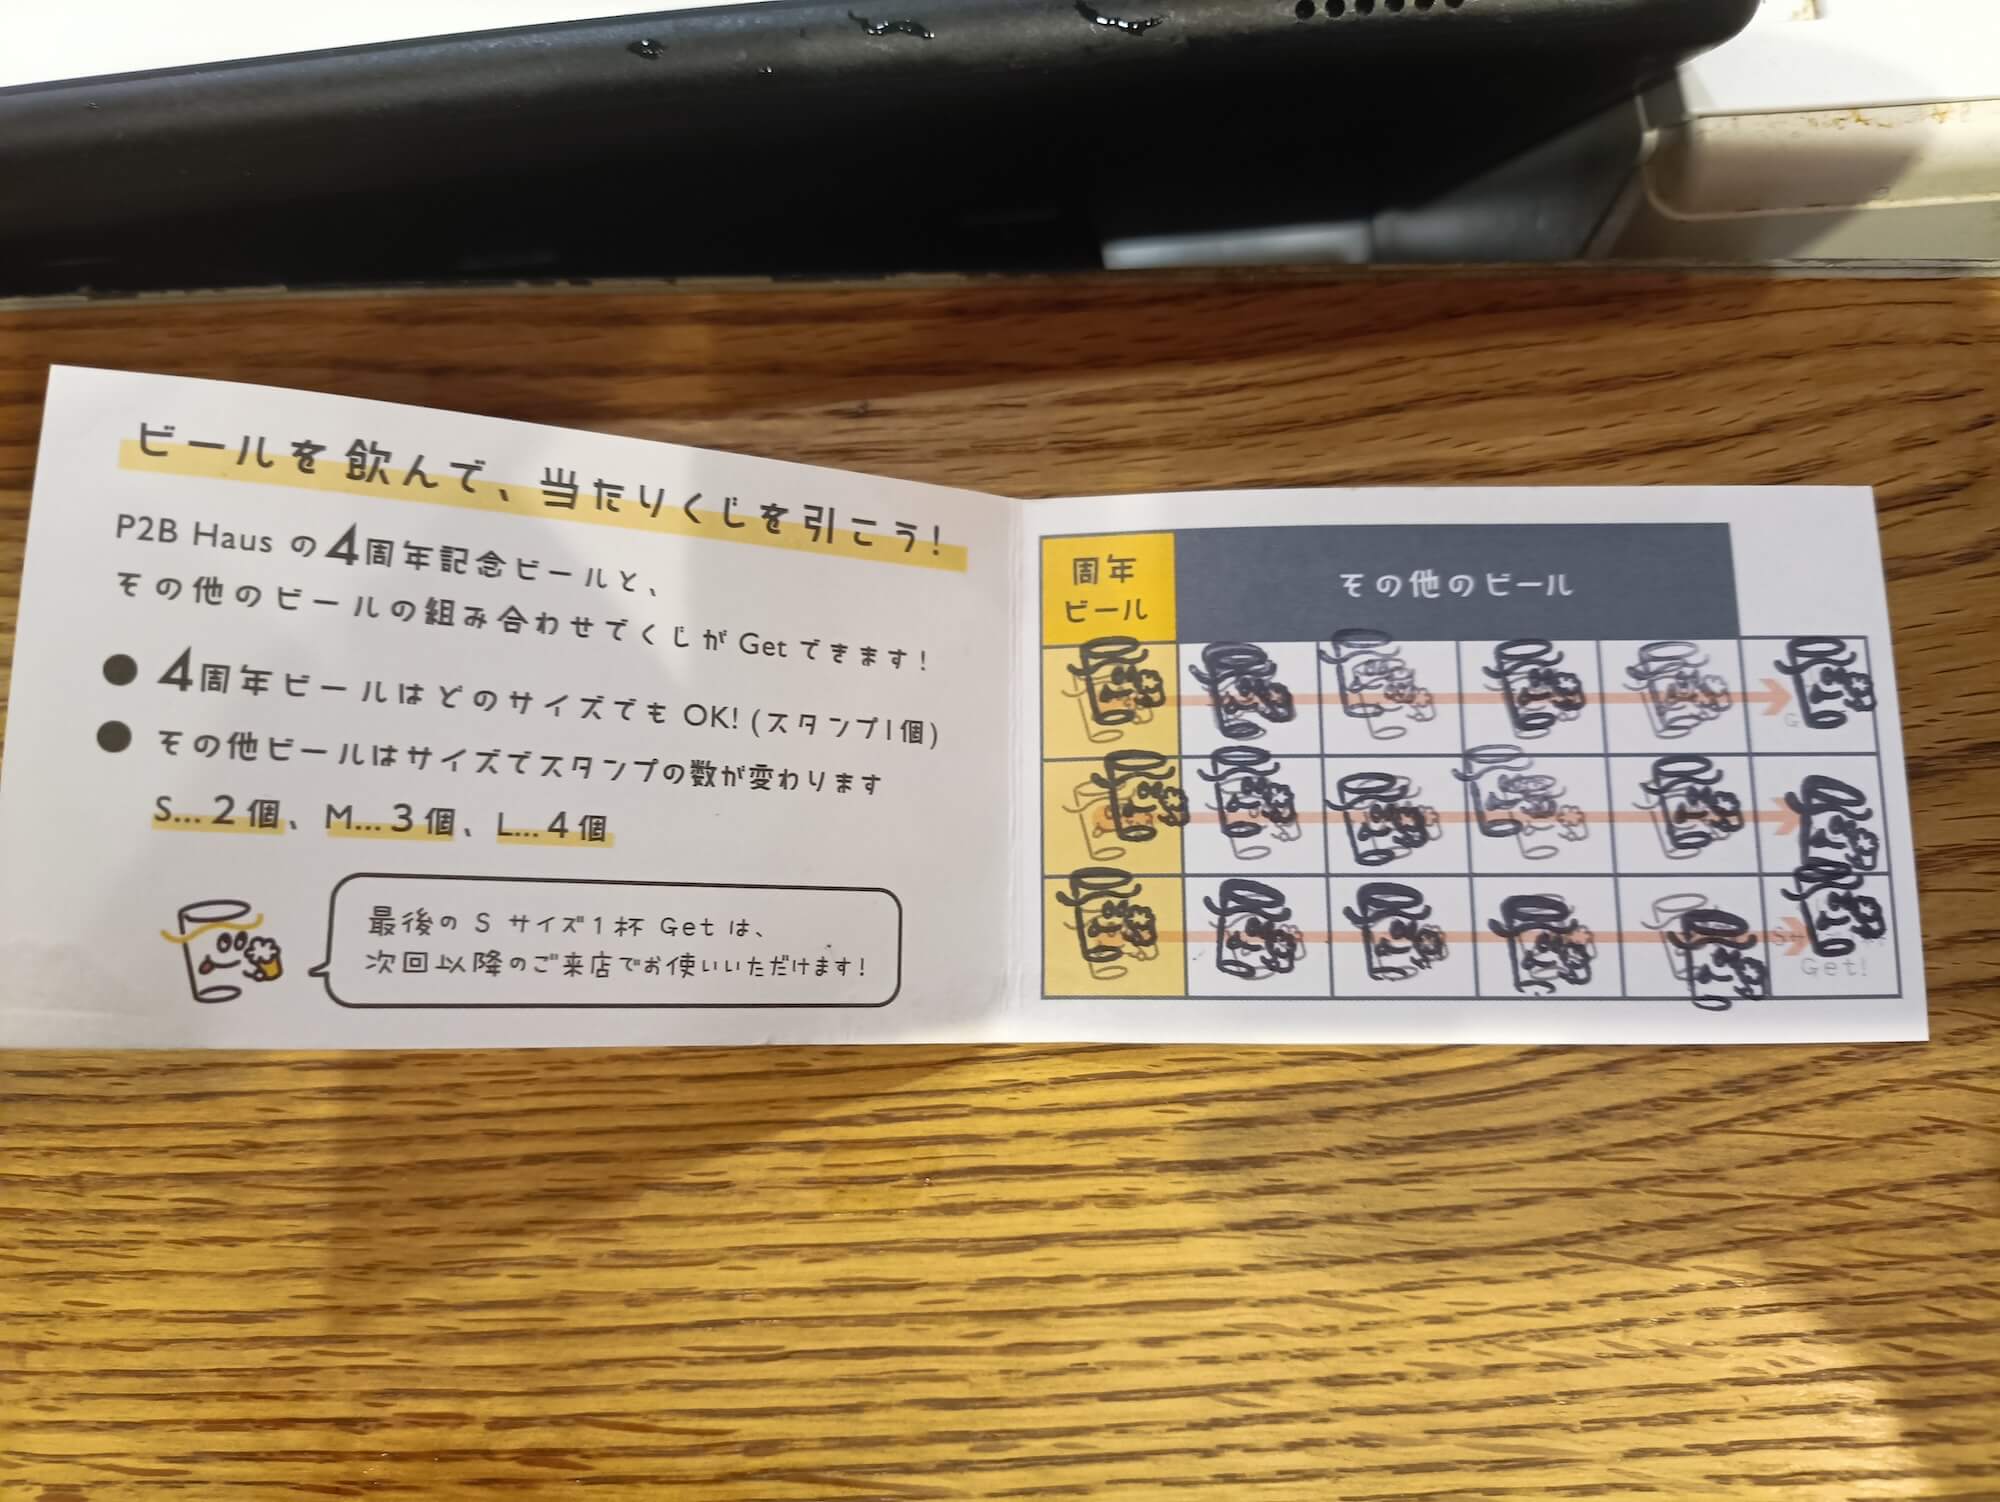 ビールを飲んで、当たりくじを引こう!
P2B Haus の4周年記念ビールと、
その他のビールの組み合わせでくじが Get できます!
● 4周年ビールはどのサイズでも OK! (スタンプ1個)
● その他ビールはサイズでスタンプの数が変わります
S...2個、M...3個、L...4個
最後の S サイズ1杯 Get は、
次回以降のご来店でお使いいただけます!
周年
ビール
その他のビール
Get!